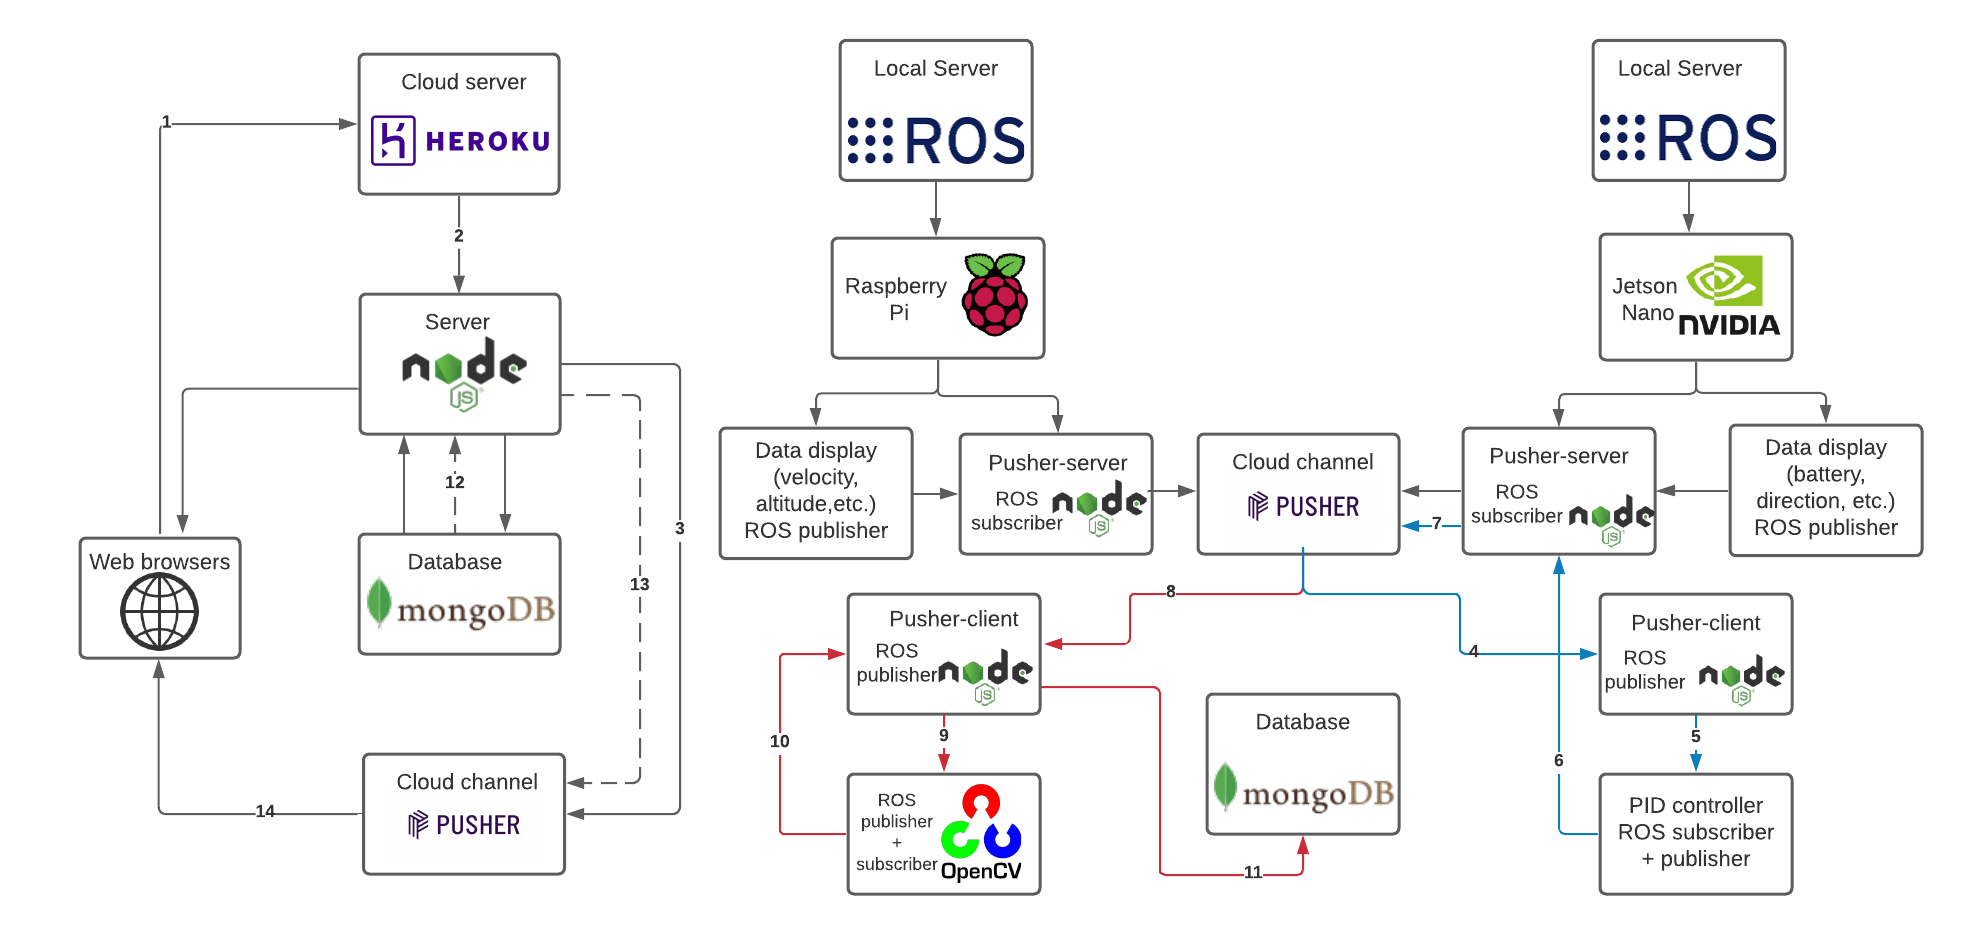 Cloud server
HEROKU
1
2
Server
node
JS
12
3
13
Web browsers
Database
mongoDB
Cloud channel
PUSHER
14
Local Server
ROS
Raspberry
Pi
Data display
(velocity,
altitude,etc.)
ROS publisher
Pusher-server
ROS
subscriber
node
JS
Cloud channel
PUSHER
Local Server
ROS
Jetson
Nano
NVIDIA
Pusher-server
ROS
subscriber
node
JS
Data display
(battery,
direction, etc.)
ROS publisher
7
8
4
Pusher-client
ROS
publisher
node
JS
10
9
ROS
publisher
+
subscriber
OpenCV
11
Database
mongoDB
6
Pusher-client
ROS
publisher
node
JS
5
PID controller
ROS subscriber
+ publisher